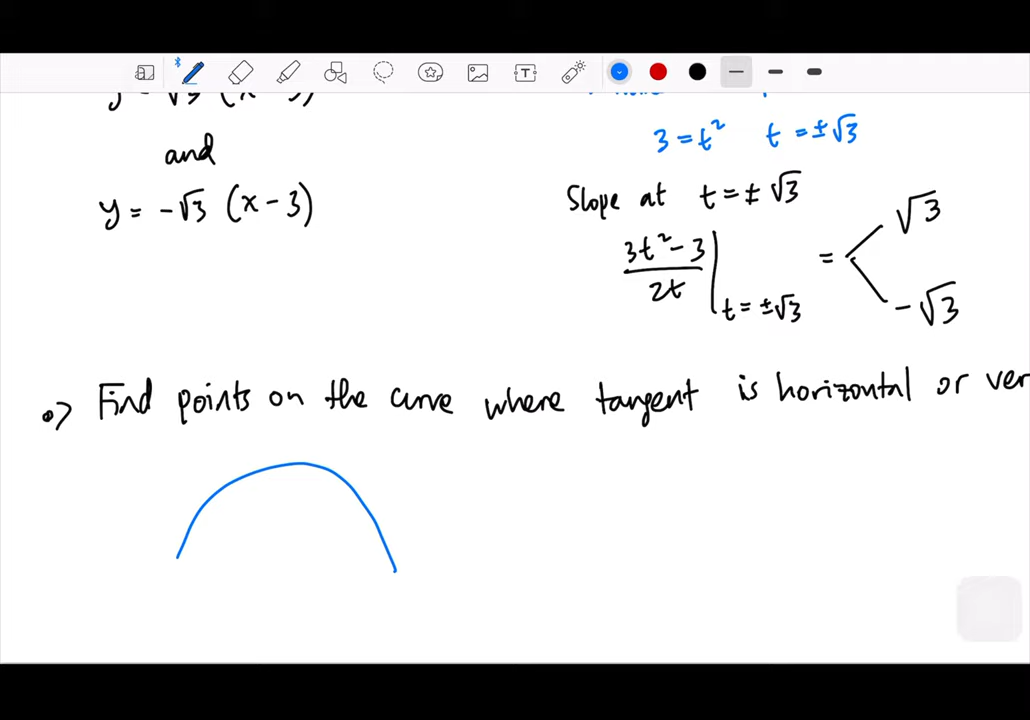 and
y = -√3 (x - 3)
3 = t² t = ±√3
Slope at t = ± √3
3t² - 3
2t
t = ±√3
=
√3
-√3
Find points on the curve where tangent is horizontal or ver
T